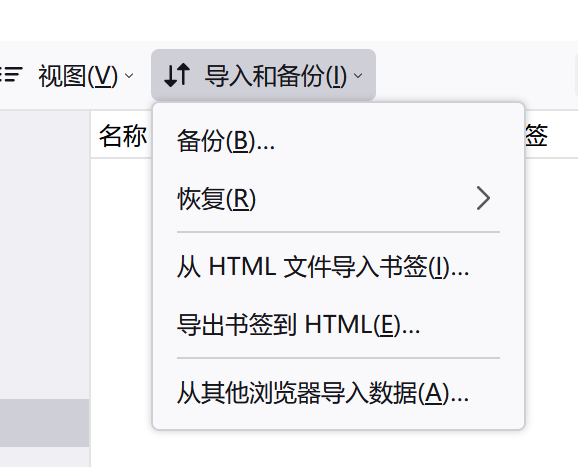 视图(V) 导入和备份(I)
名称 签
备份(B)...
恢复(R)
从 HTML 文件导入书签(I)...
导出书签到 HTML(E)...
从其他浏览器导入数据(A)...